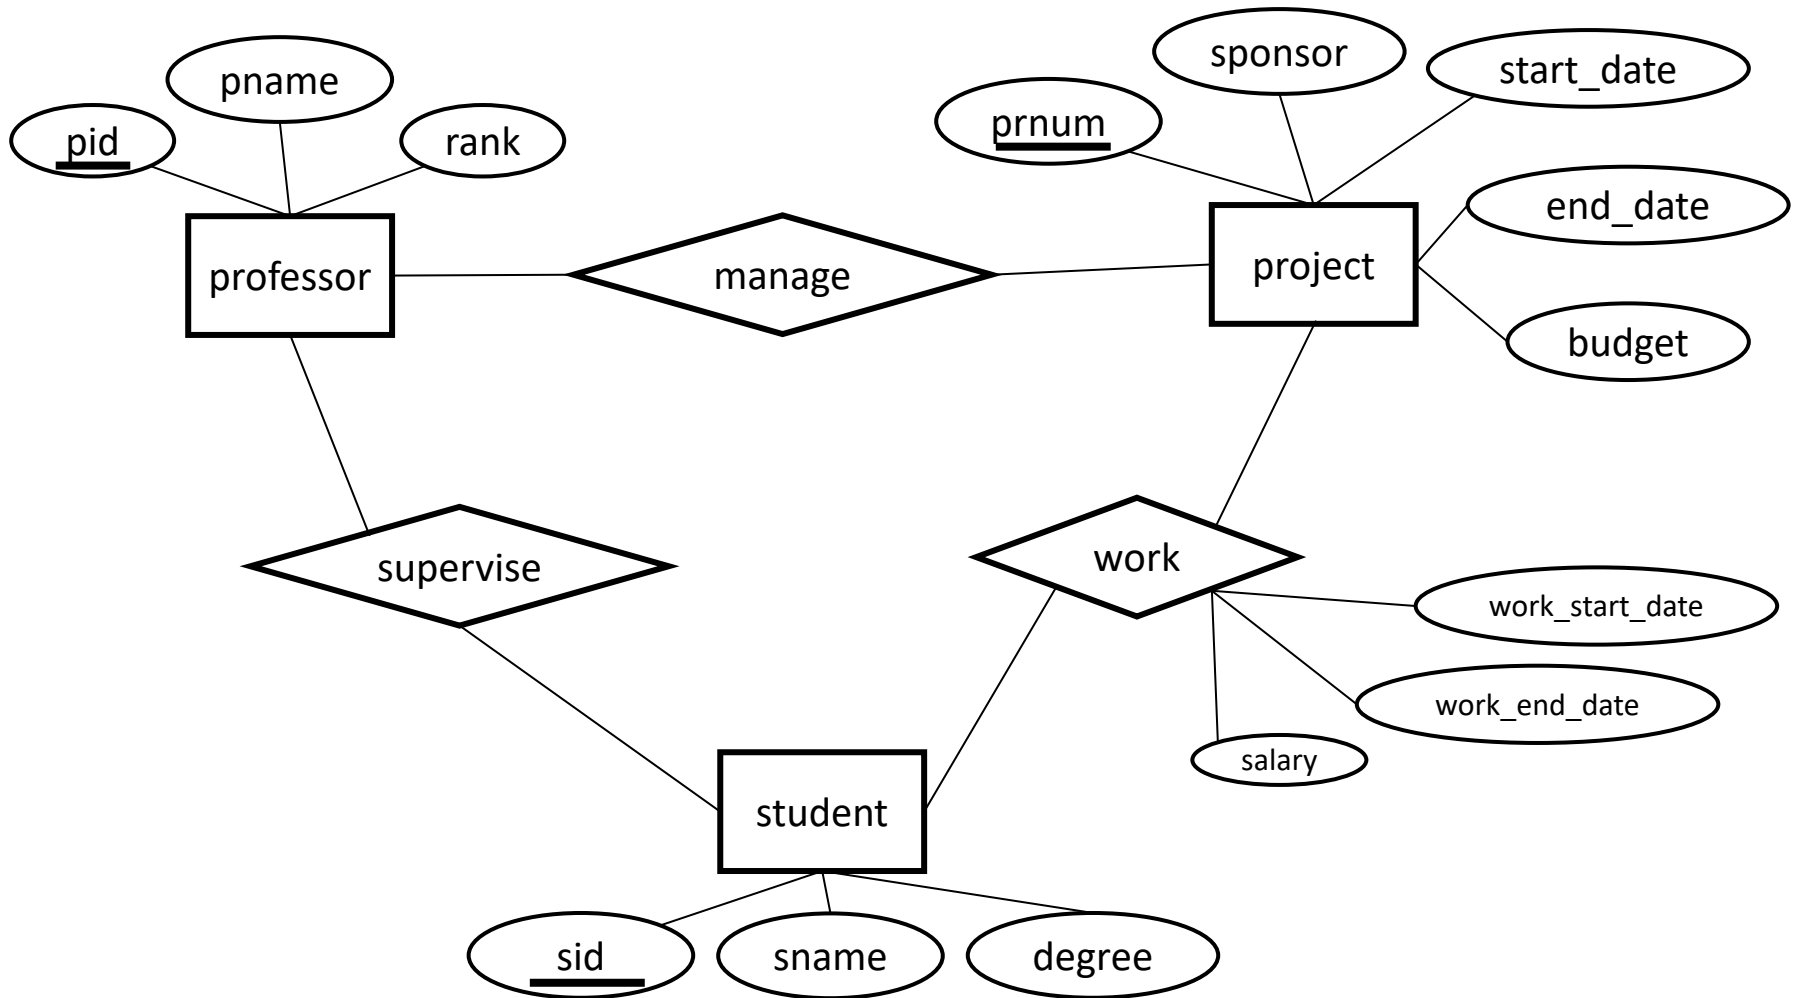 pname
sponsor
start_date
pid
rank
prnum
end_date
professor
manage
project
budget
supervise
work
work_start_date
work_end_date
salary
student
sid
sname
degree